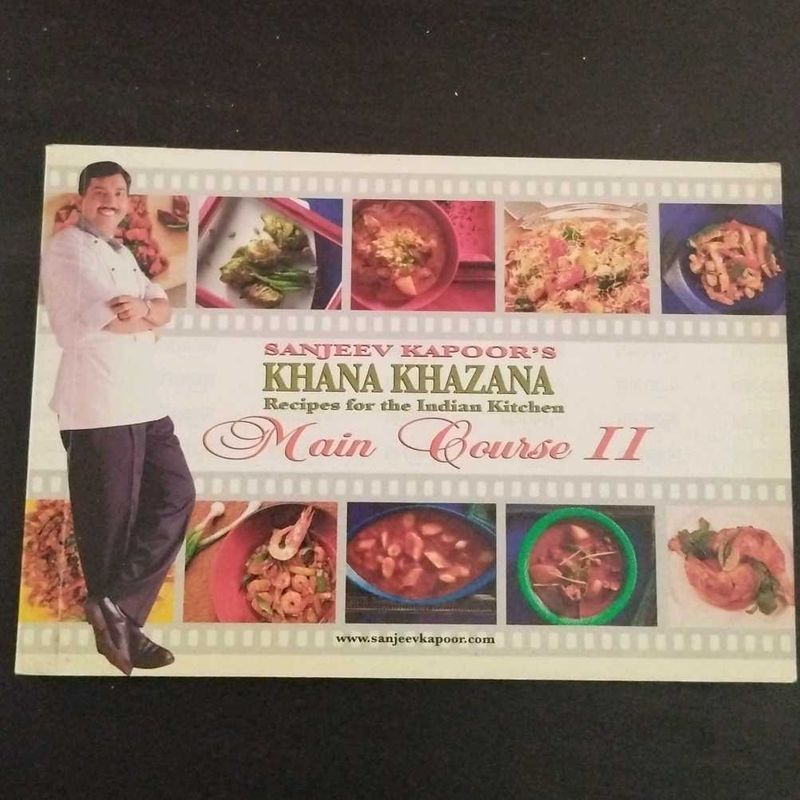 SANJEEV KAPOOR'S
KHANA KHAZANA
Recipes for the Indian Kitchen
Main Course II
www.sanjeevkapoor.com